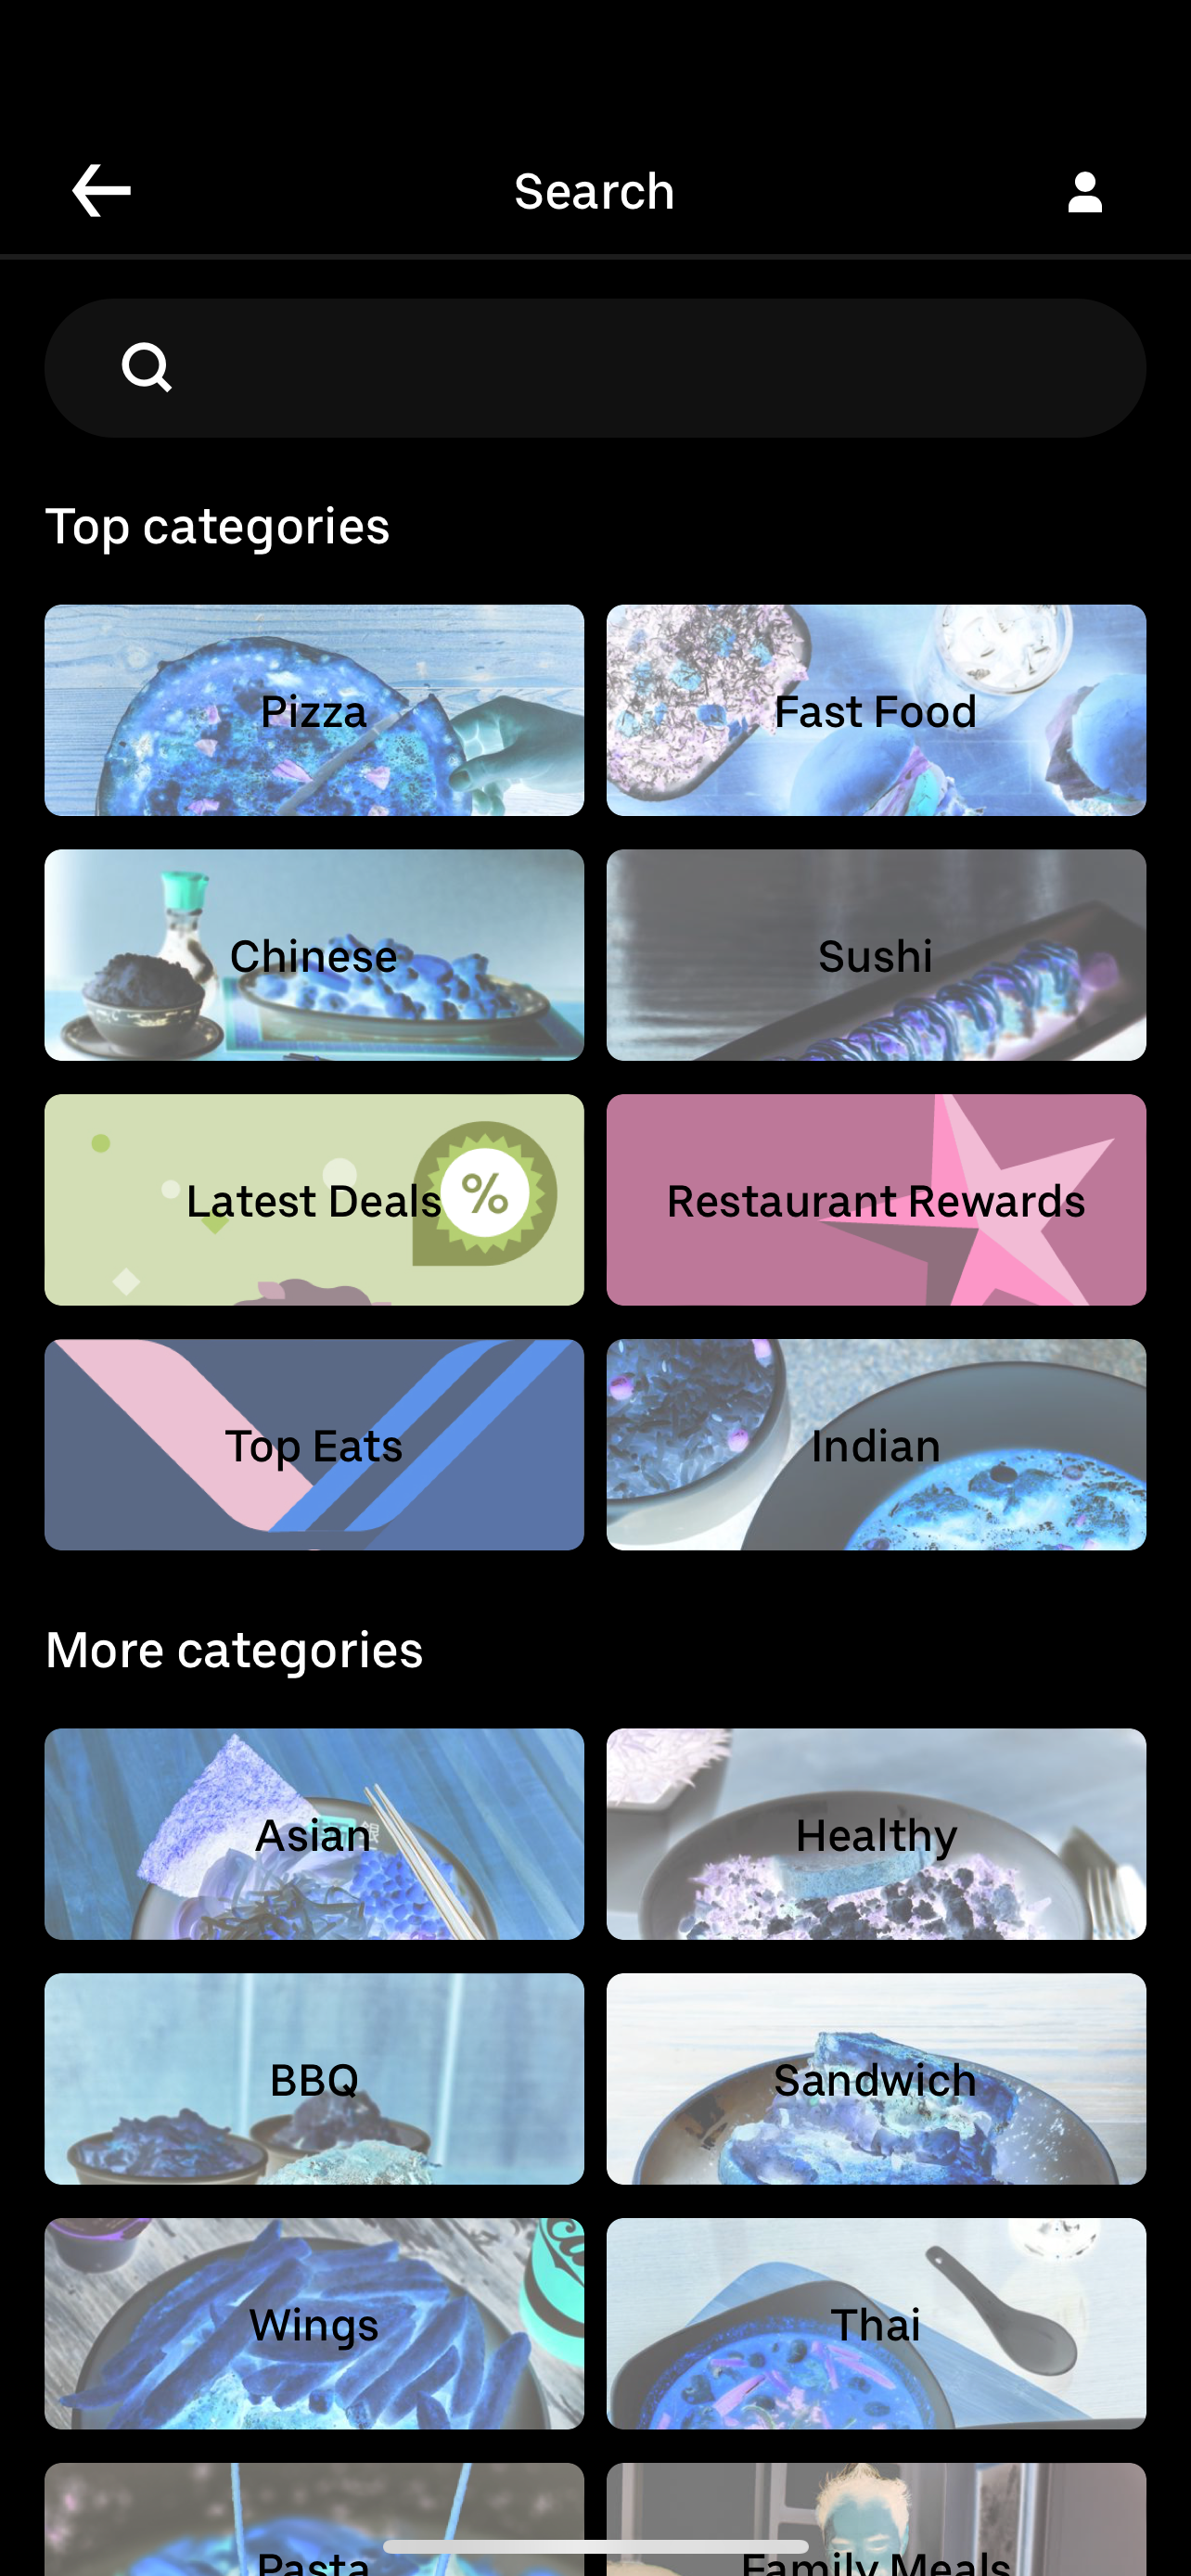 Search
Top categories
Pizza
Fast Food
Chinese
Sushi
Latest Deals
%
Restaurant Rewards
Top Eats
Indian
More categories
Asian
Healthy
BBQ
Sandwich
Wings
Thai
Pasta
Family Meals